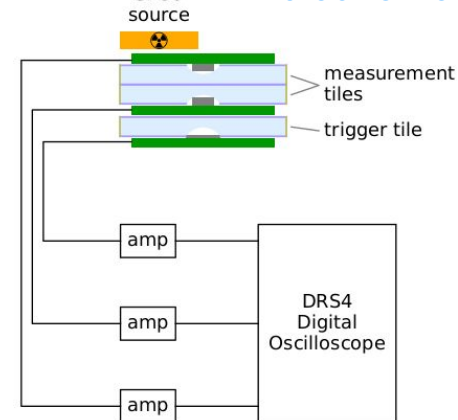 source
measurement
tiles
trigger tile
amp
DRS4
Digital
Oscilloscope
amp
amp